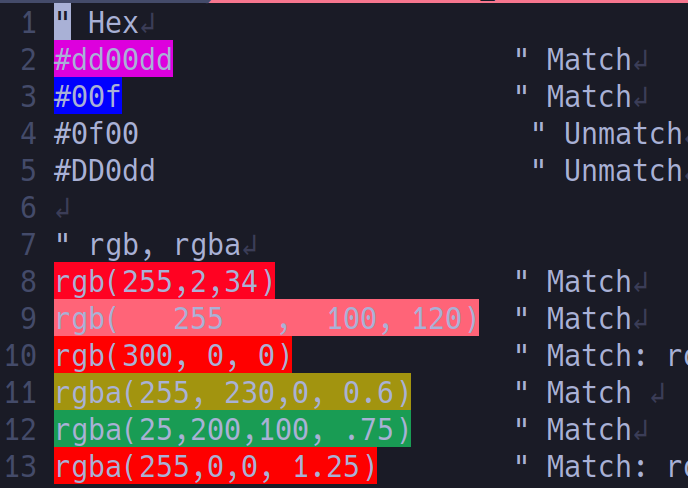 1 " Hex↲
2 #dd00dd " Match↲
3 #00f " Match↲
4 #0f00 " Unmatch↲
5 #DD0dd " Unmatch↲
6 ↲
7 " rgb, rgba↲
8 rgb(255,2,34) " Match↲
9 rgb(   255   ,  100, 120) " Match↲
10 rgb(300, 0, 0) " Match: rg
11 rgba(255, 230,0, 0.6) " Match ↲
12 rgba(25,200,100, .75) " Match↲
13 rgba(255,0,0, 1.25) " Match: rg